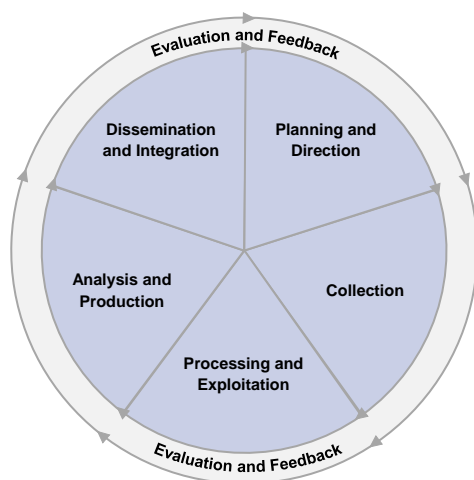 Evaluation and Feedback
Dissemination
and Integration
Planning and
Direction
Analysis and
Production
Collection
Processing and
Exploitation
Evaluation and Feedback